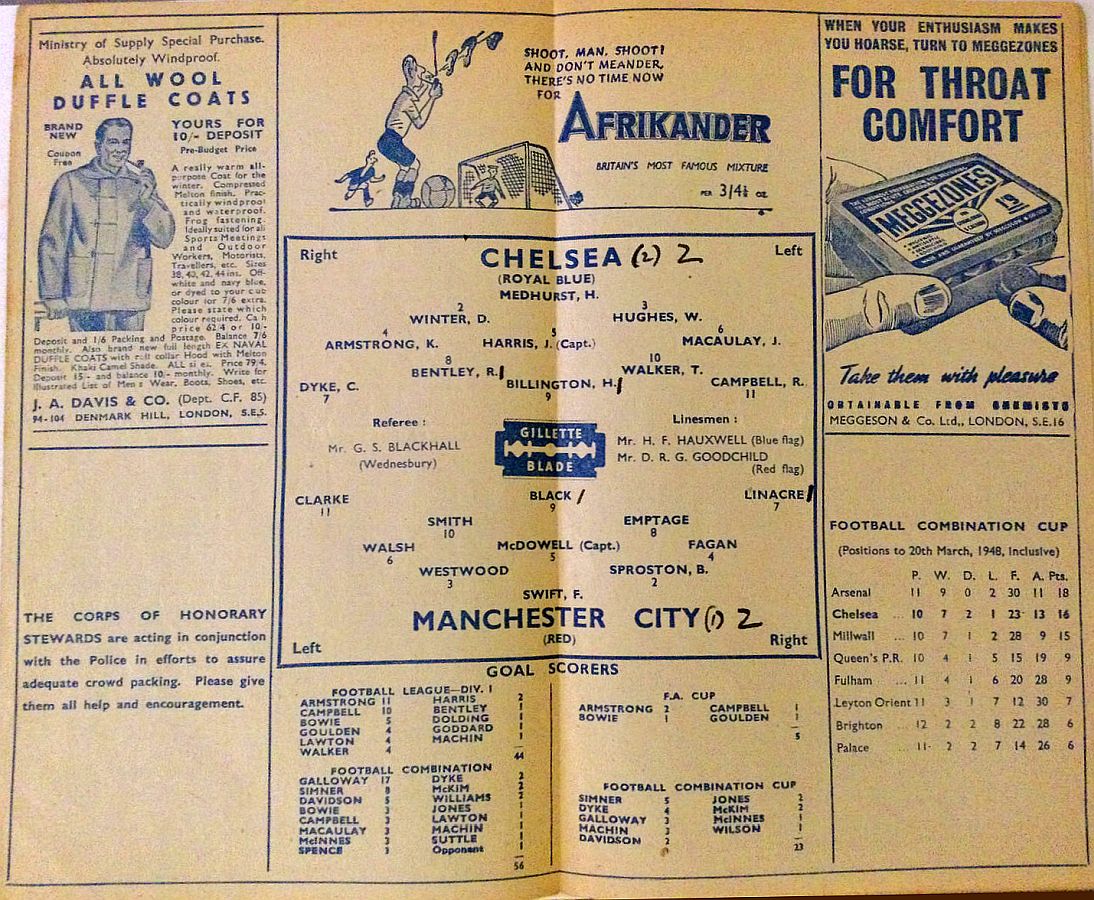 Ministry of Supply Special Purchase.
Absolutely Windproof.
ALL WOOL
DUFFLE COATS
BRAND
NEW
Coupon
Free
YOURS FOR
10/- DEPOSIT
Pre-Budget Price
A really warm all-
purpose Coat for the
winter. Compressed
Melton finish. Prac-
tically windproof
and waterproof.
Frog fastening.
Ideally suited for all
Sports Meetings
and Outdoor
Workers, Motorists,
Travellers, etc. Sizes
38, 40, 42, 44 ins. Off-
white and navy blue,
or dyed to your club
colour for 7/6 extra.
Please state which
colour required. Cash
price 62/4 or 10/-
Deposit and 1/6 Packing and Postage. Balance 7/6
monthly. Also brand new full length EX NAVAL
DUFFLE COATS with roll collar Hood with Melton
Finish. Khaki Camel Shade. ALL sizes. Price 79/4.
Deposit 15/- and balance 10/- monthly. Write for
Illustrated List of Men's Wear, Boots, Shoes, etc.
J. A. DAVIS & CO. (Dept. C.F. 85)
94-104 DENMARK HILL, LONDON, S.E.5.
THE CORPS OF HONORARY
STEWARDS are acting in conjunction
with the Police in efforts to assure
adequate crowd packing. Please give
them all help and encouragement.
SHOOT, MAN, SHOOT!
AND DON'T MEANDER,
THERE'S NO TIME NOW
FOR
AFRIKANDER
BRITAIN'S MOST FAMOUS MIXTURE
PER 3/4½ OZ.
Right CHELSEA (2) 2 Left
(ROYAL BLUE)
MEDHURST, H.
2 3
WINTER, D. HUGHES, W.
4 5 6
ARMSTRONG, K. HARRIS, J. (Capt.) MACAULAY, J.
8 10
BENTLEY, R. / WALKER, T.
DYKE, C. BILLINGTON, H. / CAMPBELL, R.
7 9 11
Referee :
Mr. G. S. BLACKHALL
(Wednesbury)
GILLETTE
BLADE
Linesmen :
Mr. H. F. HAUXWELL (Blue flag)
Mr. D. R. G. GOODCHILD
(Red flag)
CLARKE BLACK / LINACRE /
11 9 7
SMITH EMPTAGE
10 8
WALSH McDOWELL (Capt.) FAGAN
6 5 4
WESTWOOD SPROSTON, B.
3 2
SWIFT, F.
MANCHESTER CITY (1) 2
(RED)
Left Right
GOAL SCORERS
FOOTBALL LEAGUE—DIV. I
ARMSTRONG 11 HARRIS 2
CAMPBELL 10 BENTLEY 1
BOWIE 5 DOLDING 1
GOULDEN 4 GODDARD 1
LAWTON 4 MACHIN 1
WALKER 4
44
FOOTBALL COMBINATION
GALLOWAY 17 DYKE 2
SIMNER 8 McKIM 2
DAVIDSON 5 WILLIAMS 2
BOWIE 3 JONES 1
CAMPBELL 3 LAWTON 1
MACAULAY 3 MACHIN 1
McINNES 3 SUTTLE 1
SPENCE 3 Opponent 1
56
F.A. CUP
ARMSTRONG 2 CAMPBELL 1
BOWIE 1 GOULDEN 1
5
FOOTBALL COMBINATION CUP
SIMNER 5 JONES 2
DYKE 4 McKIM 2
GALLOWAY 3 McINNES 1
MACHIN 3 WILSON 1
DAVIDSON 2
23
WHEN YOUR ENTHUSIASM MAKES
YOU HOARSE, TURN TO MEGGEZONES
FOR THROAT
COMFORT
MEGGEZONES
Take them with pleasure
OBTAINABLE FROM CHEMISTS
MEGGESON & Co. Ltd., LONDON, S.E.16
FOOTBALL COMBINATION CUP
(Positions to 20th March, 1948, inclusive)
P. W. D. L. F. A. Pts.
Arsenal 11 9 0 2 30 11 18
Chelsea ... 10 7 2 1 23 13 16
Millwall ... 10 7 1 2 28 9 15
Queen's P.R. 10 4 1 5 15 19 9
Fulham ... 11 4 1 6 20 28 9
Leyton Orient 11 3 1 7 12 30 7
Brighton ... 12 2 2 8 22 28 6
Palace ... 11 2 2 7 14 26 6